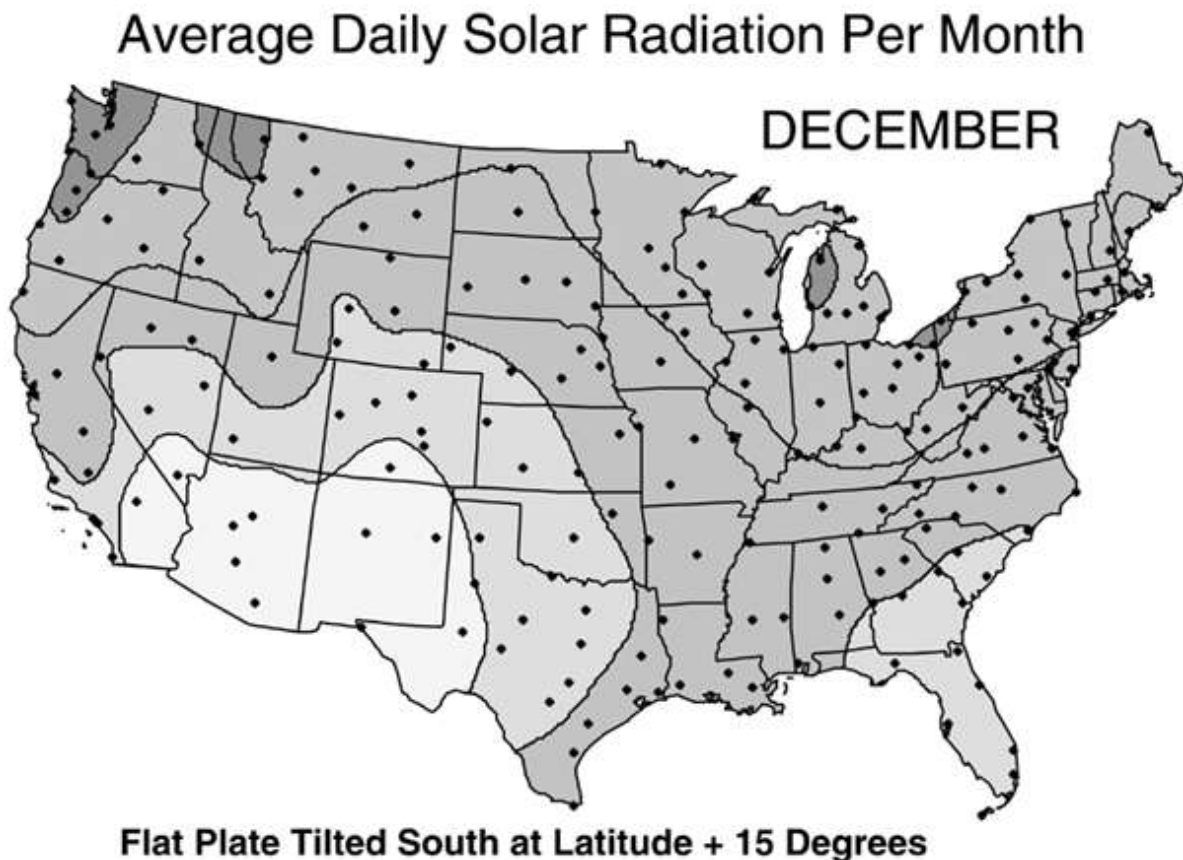 Average Daily Solar Radiation Per Month
DECEMBER
Flat Plate Tilted South at Latitude + 15 Degrees